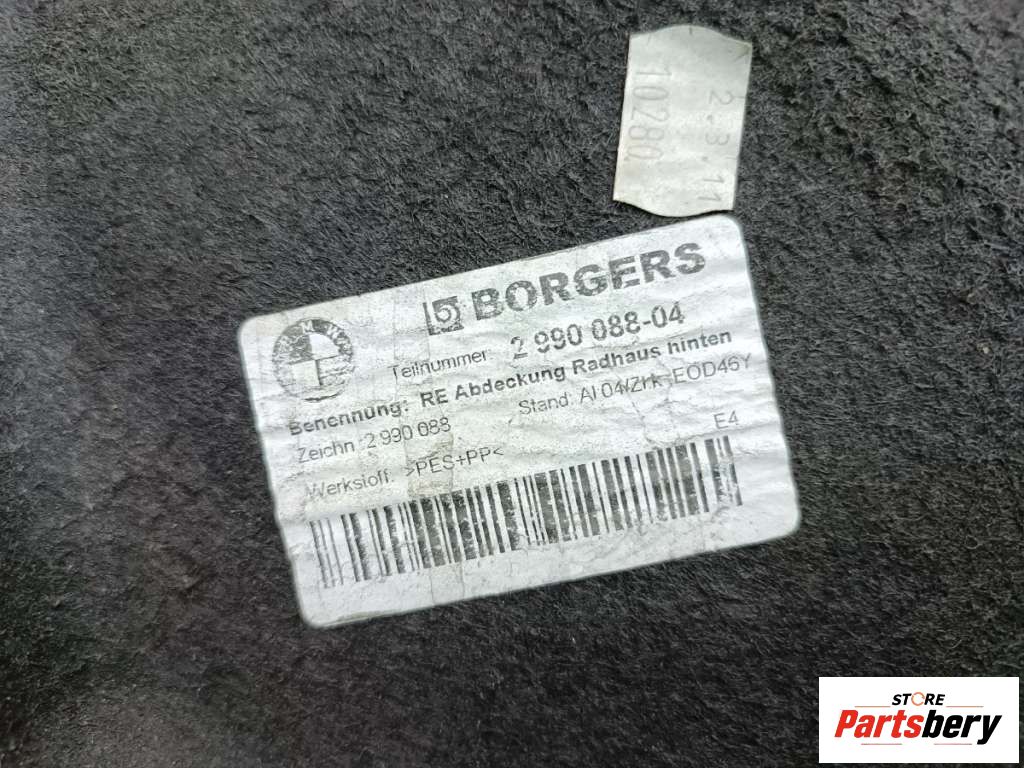 2.3.11
10280
BORGERS
Teilnummer: 2 990 088-04
Benennung: RE Abdeckung Radhaus hinten
Zeichn.: 2 990 088 Stand: AI 04/Zrk.:EOD46Y
Werkstoff: >PES+PP< E4
STORE
Partsbery